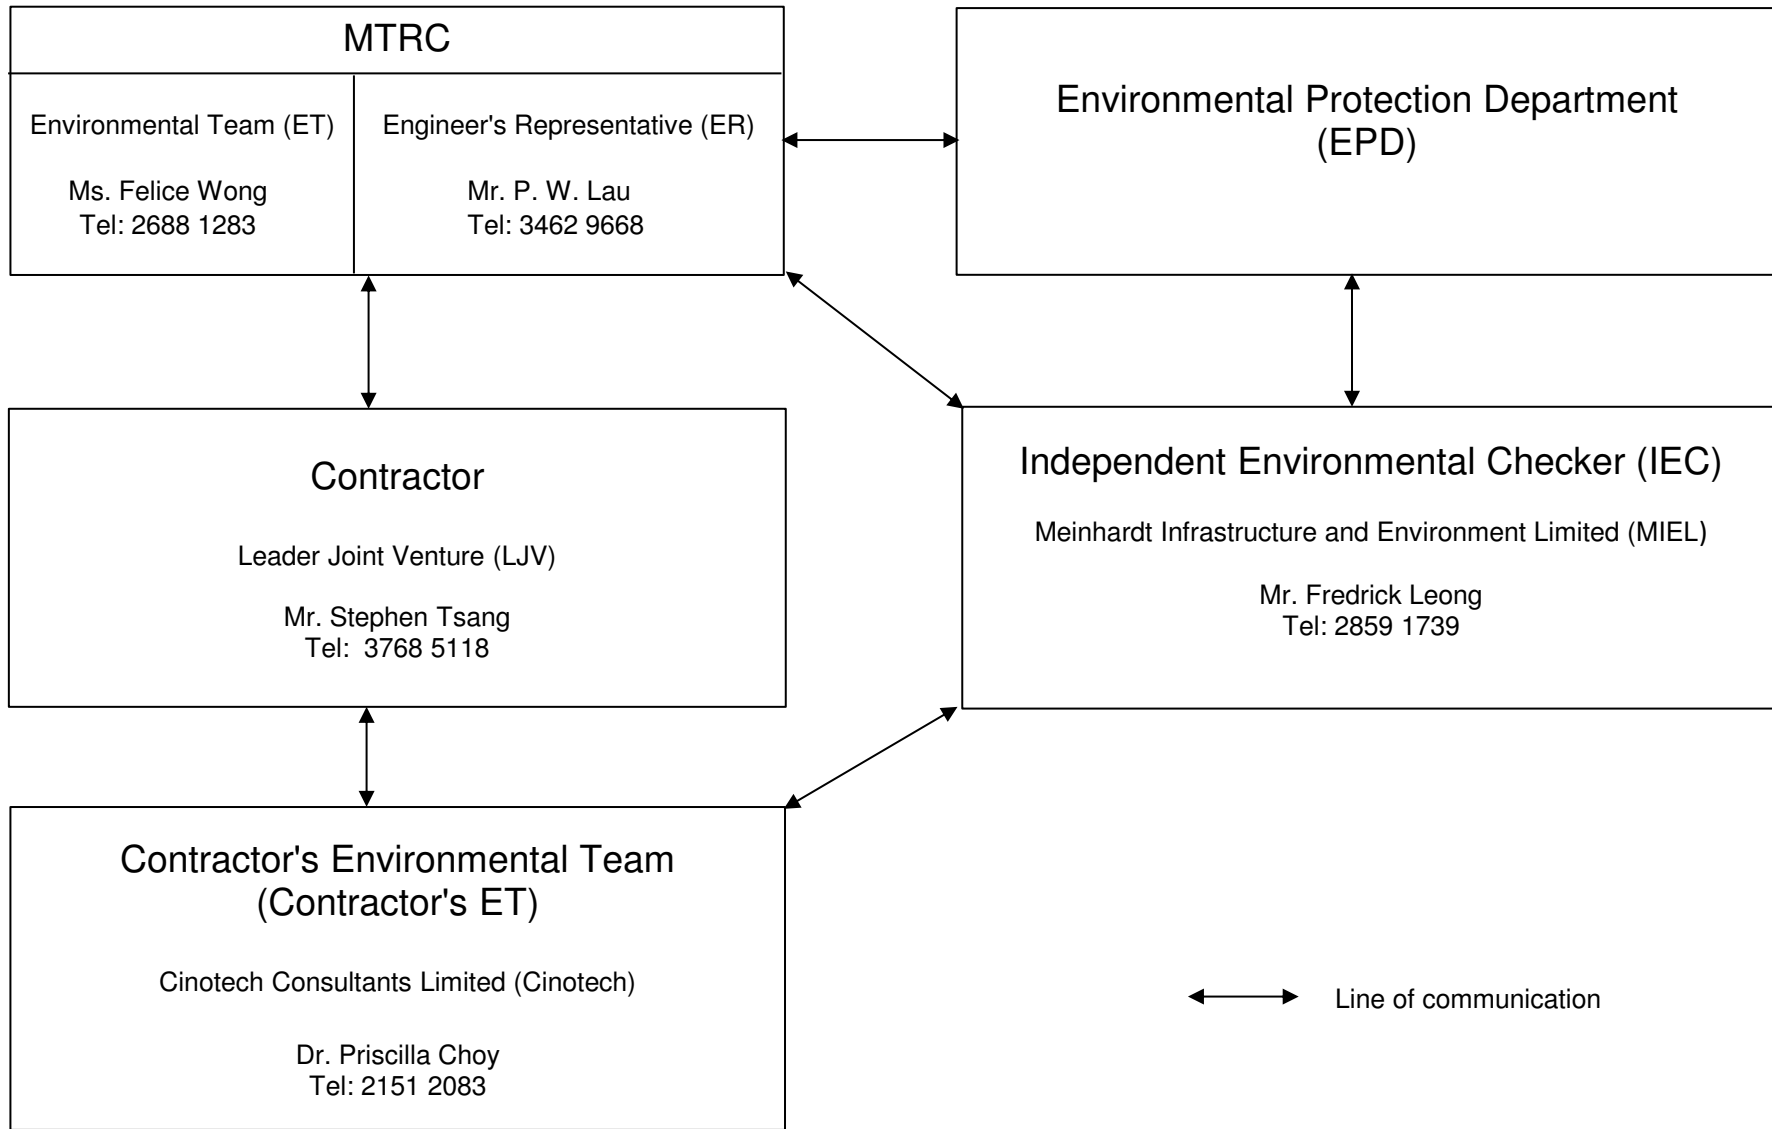 MTRC
Environmental Team (ET)
Ms. Felice Wong
Tel: 2688 1283
Engineer's Representative (ER)
Mr. P. W. Lau
Tel: 3462 9668
Environmental Protection Department
(EPD)
Contractor
Leader Joint Venture (LJV)
Mr. Stephen Tsang
Tel:  3768 5118
Independent Environmental Checker (IEC)
Meinhardt Infrastructure and Environment Limited (MIEL)
Mr. Fredrick Leong
Tel: 2859 1739
Contractor's Environmental Team
(Contractor's ET)
Cinotech Consultants Limited (Cinotech)
Dr. Priscilla Choy
Tel: 2151 2083
Line of communication